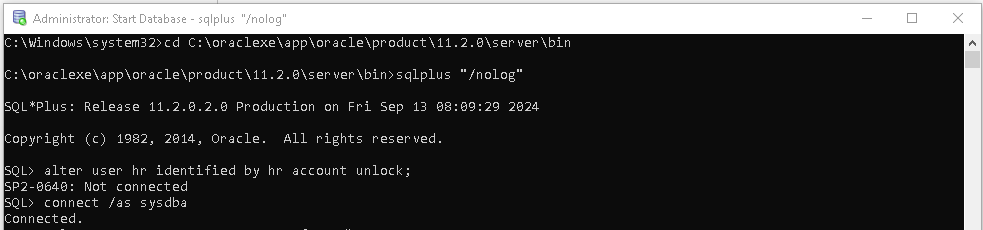 Administrator: Start Database - sqlplus "/nolog"
C:\Windows\system32>cd C:\oraclexe\app\oracle\product\11.2.0\server\bin
C:\oraclexe\app\oracle\product\11.2.0\server\bin>sqlplus "/nolog"
SQL*Plus: Release 11.2.0.2.0 Production on Fri Sep 13 08:09:29 2024
Copyright (c) 1982, 2014, Oracle.  All rights reserved.
SQL> alter user hr identified by hr account unlock;
SP2-0640: Not connected
SQL> connect /as sysdba
Connected.